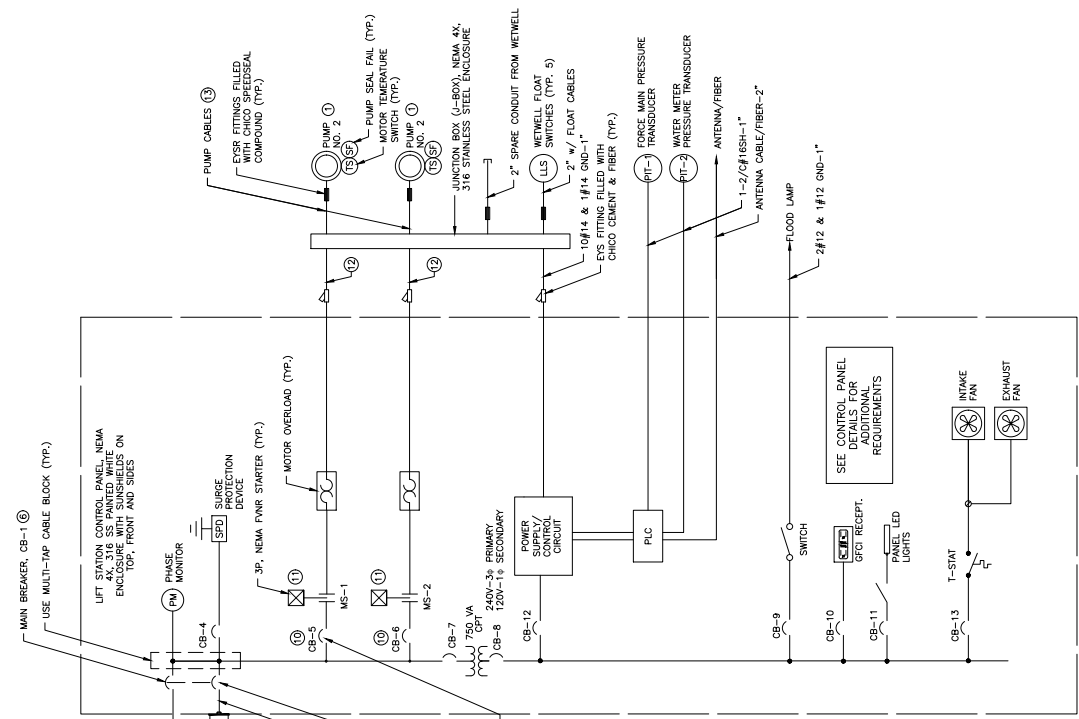 MAIN BREAKER, CB-1 6
USE MULTI-TAP CABLE BLOCK (TYP.)
LIFT STATION CONTROL PANEL, NEMA
4X, 316 SS PAINTED WHITE
ENCLOSURE WITH SUNSHIELDS ON
TOP, FRONT AND SIDES
PM
PHASE
MONITOR
CB-4
SPD
SURGE
PROTECTION
DEVICE
3P, NEMA FVNR STARTER (TYP.)
MOTOR OVERLOAD (TYP.)
10
CB-5
11
MS-1
12
10
CB-6
11
MS-2
12
PUMP CABLES 13
EYSR FITTINGS FILLED
WITH CHICO SPEEDSEAL
COMPOUND (TYP.)
PUMP 1
NO. 2
TS
SF
PUMP SEAL FAIL (TYP.)
MOTOR TEMERATURE
SWITCH (TYP.)
PUMP 1
NO. 2
TS
SF
JUNCTION BOX (J-BOX), NEMA 4X,
316 STAINLESS STEEL ENCLOSURE
2" SPARE CONDUIT FROM WETWELL
LLS
WETWELL FLOAT
SWITCHES (TYP. 5)
2" w/ FLOAT CABLES
10#14 & 1#14 GND-1"
EYS FITTING FILLED WITH
CHICO CEMENT & FIBER (TYP.)
CB-7
750 VA
CPT
CB-8
240V-3ϕ PRIMARY
120V-1ϕ SECONDARY
CB-12
POWER
SUPPLY/
CONTROL
CIRCUIT
PLC
PIT-1
FORCE MAIN PRESSURE
TRANSDUCER
PIT-2
WATER METER
PRESSURE TRANSDUCER
1-2/C#16SH-1"
ANTENNA/FIBER
ANTENNA CABLE/FIBER-2"
CB-9
SWITCH
FLOOD LAMP
2#12 & 1#12 GND-1"
CB-10
GFCI RECEPT.
CB-11
PANEL LED
LIGHTS
SEE CONTROL PANEL
DETAILS FOR
ADDITIONAL
REQUIREMENTS
CB-13
T-STAT
INTAKE
FAN
EXHAUST
FAN